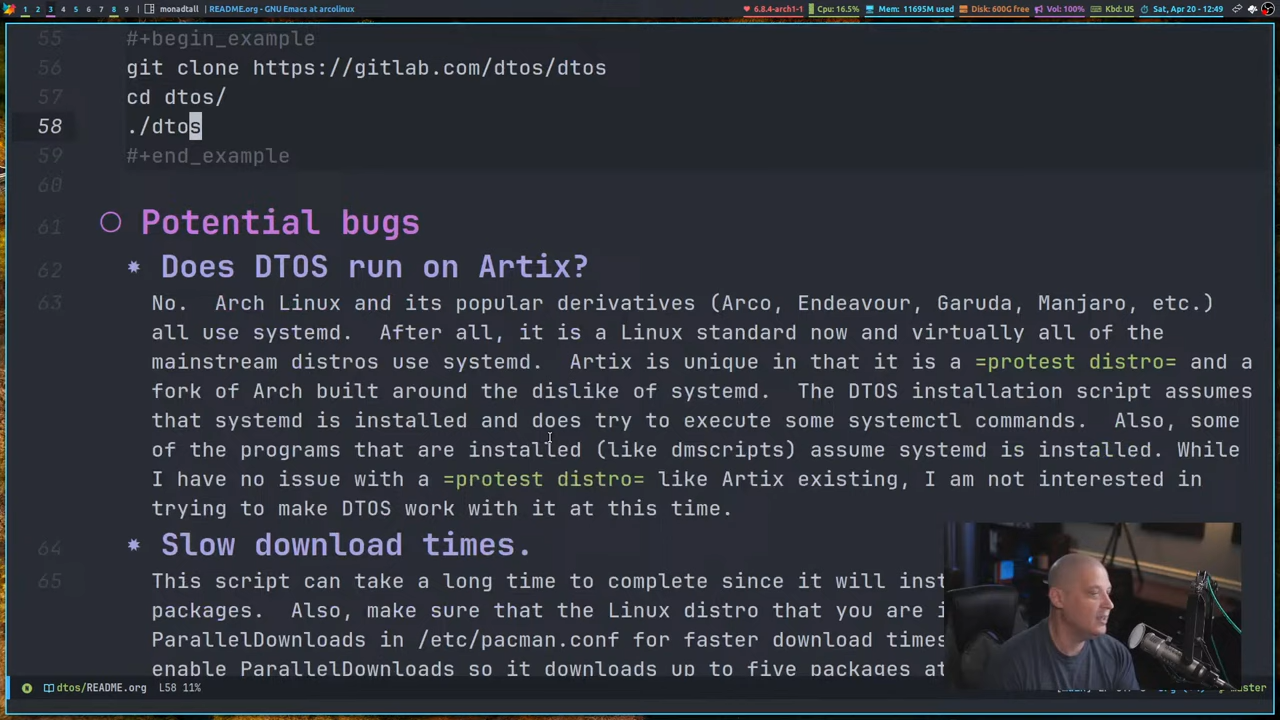 1 2 3 4 5 6 7 8 9 | monadtall | README.org - GNU Emacs at arcolinux
6.8.4-arch1-1 Cpu: 16.5% Mem: 11695M used Disk: 600G free Vol: 100% Kbd: US Sat, Apr 20 - 12:49
55 #+begin_example
56 git clone https://gitlab.com/dtos/dtos
57 cd dtos/
58 ./dtos
59 #+end_example
60
61 Potential bugs
62 Does DTOS run on Artix?
63 No. Arch Linux and its popular derivatives (Arco, Endeavour, Garuda, Manjaro, etc.)
all use systemd. After all, it is a Linux standard now and virtually all of the
mainstream distros use systemd. Artix is unique in that it is a =protest distro= and a
fork of Arch built around the dislike of systemd. The DTOS installation script assumes
that systemd is installed and does try to execute some systemctl commands. Also, some
of the programs that are installed (like dmscripts) assume systemd is installed. While
I have no issue with a =protest distro= like Artix existing, I am not interested in
trying to make DTOS work with it at this time.
64 Slow download times.
65 This script can take a long time to complete since it will inst
packages. Also, make sure that the Linux distro that you are i
ParallelDownloads in /etc/pacman.conf for faster download times
enable ParallelDownloads so it downloads up to five packages at
dtos/README.org L58 11% master